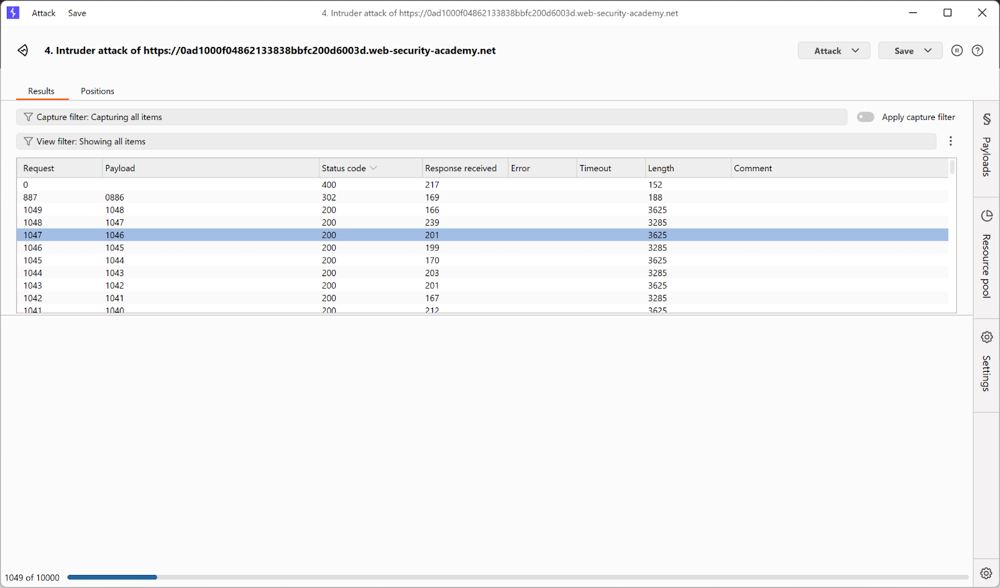 Attack Save 4. Intruder attack of https://0ad1000f04862133838bbfc200d6003d.web-security-academy.net
4. Intruder attack of https://0ad1000f04862133838bbfc200d6003d.web-security-academy.net Attack Save
Results Positions
Capture filter: Capturing all items Apply capture filter
View filter: Showing all items
Request Payload Status code Response received Error Timeout Length Comment
0 400 217 152
887 0886 302 169 188
1049 1048 200 166 3625
1048 1047 200 239 3285
1047 1046 200 201 3625
1046 1045 200 199 3285
1045 1044 200 170 3625
1044 1043 200 203 3285
1043 1042 200 201 3625
1042 1041 200 167 3285
1041 1040 200 212 3625
Payloads
Resource pool
Settings
1049 of 10000